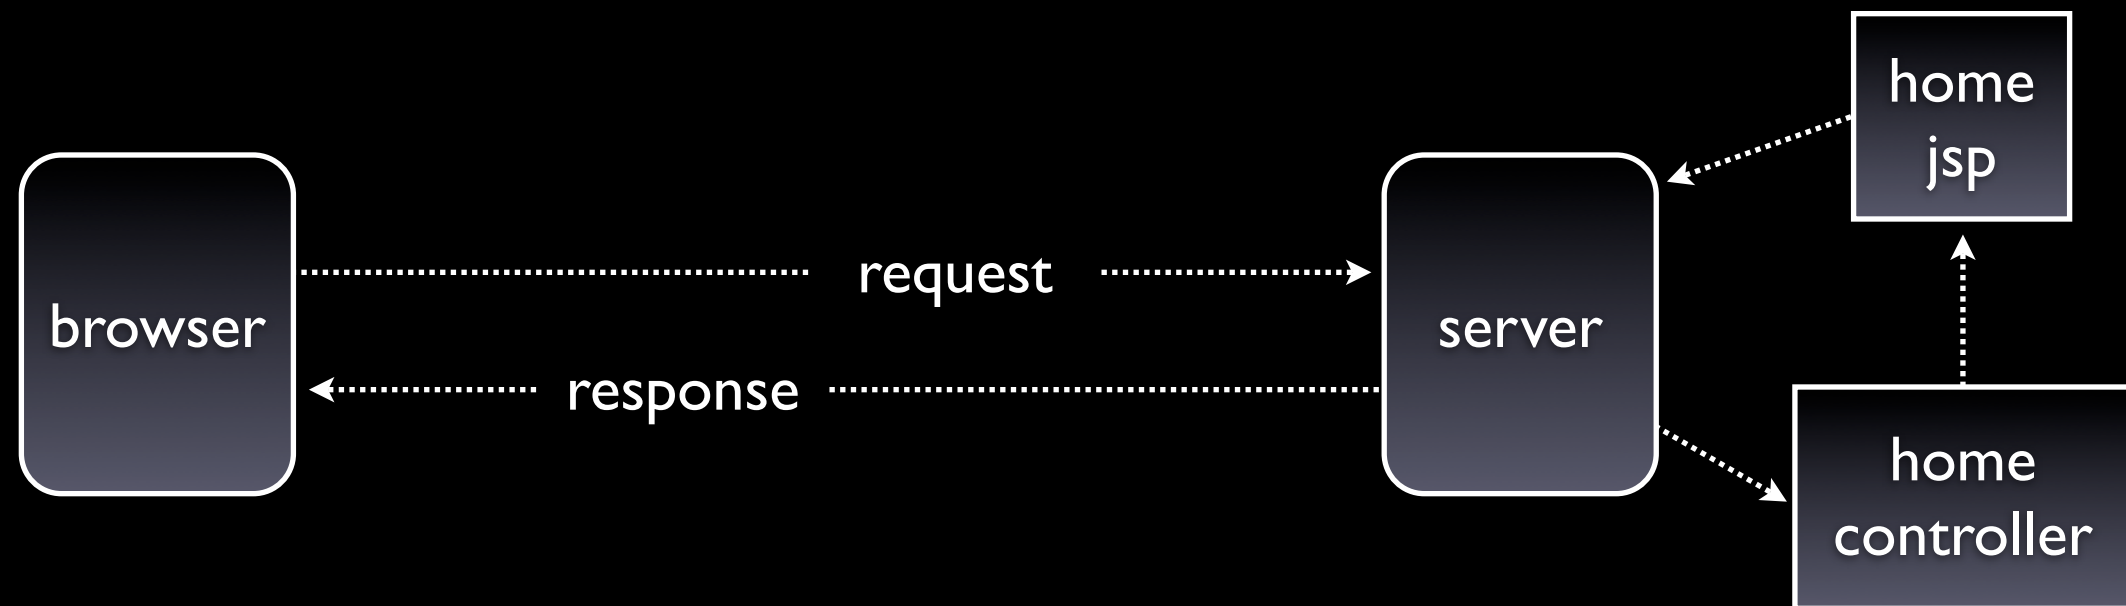 browser
request
response
server
home
jsp
home
controller